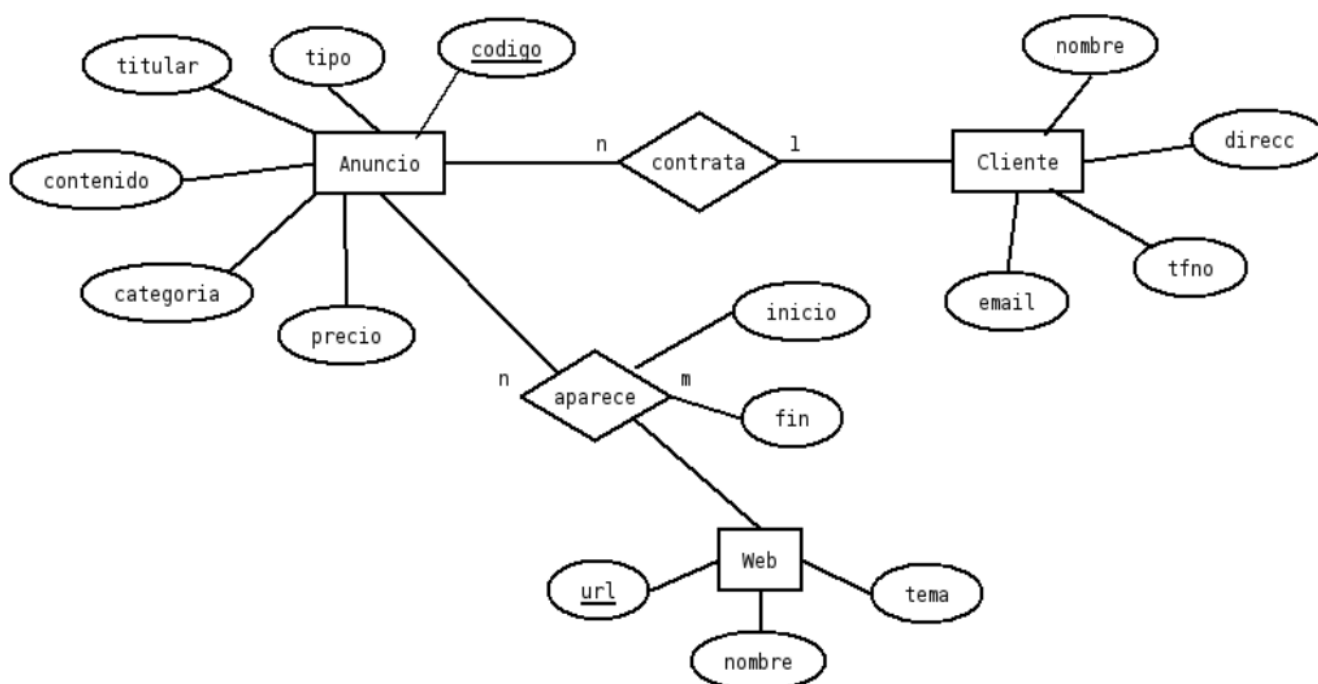 titular
tipo
codigo
nombre
contenido
Anuncio
n
contrata
1
Cliente
direcc
categoria
precio
email
tfno
inicio
n
aparece
m
fin
url
Web
tema
nombre